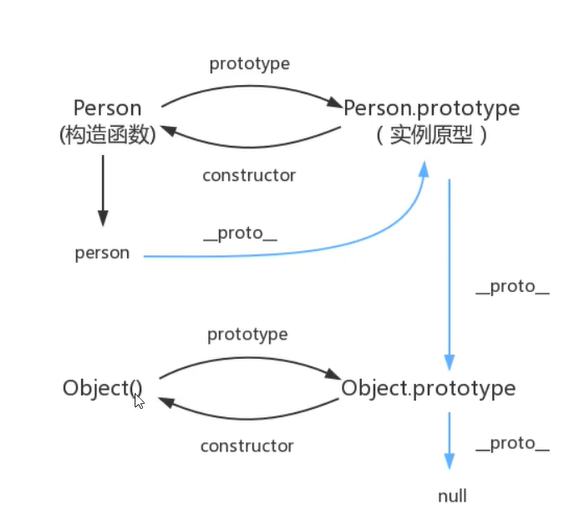 prototype
Person
Person.prototype
(构造函数)
( 实例原型 )
constructor
__proto__
person
__proto__
prototype
Object()
Object.prototype
constructor
__proto__
null